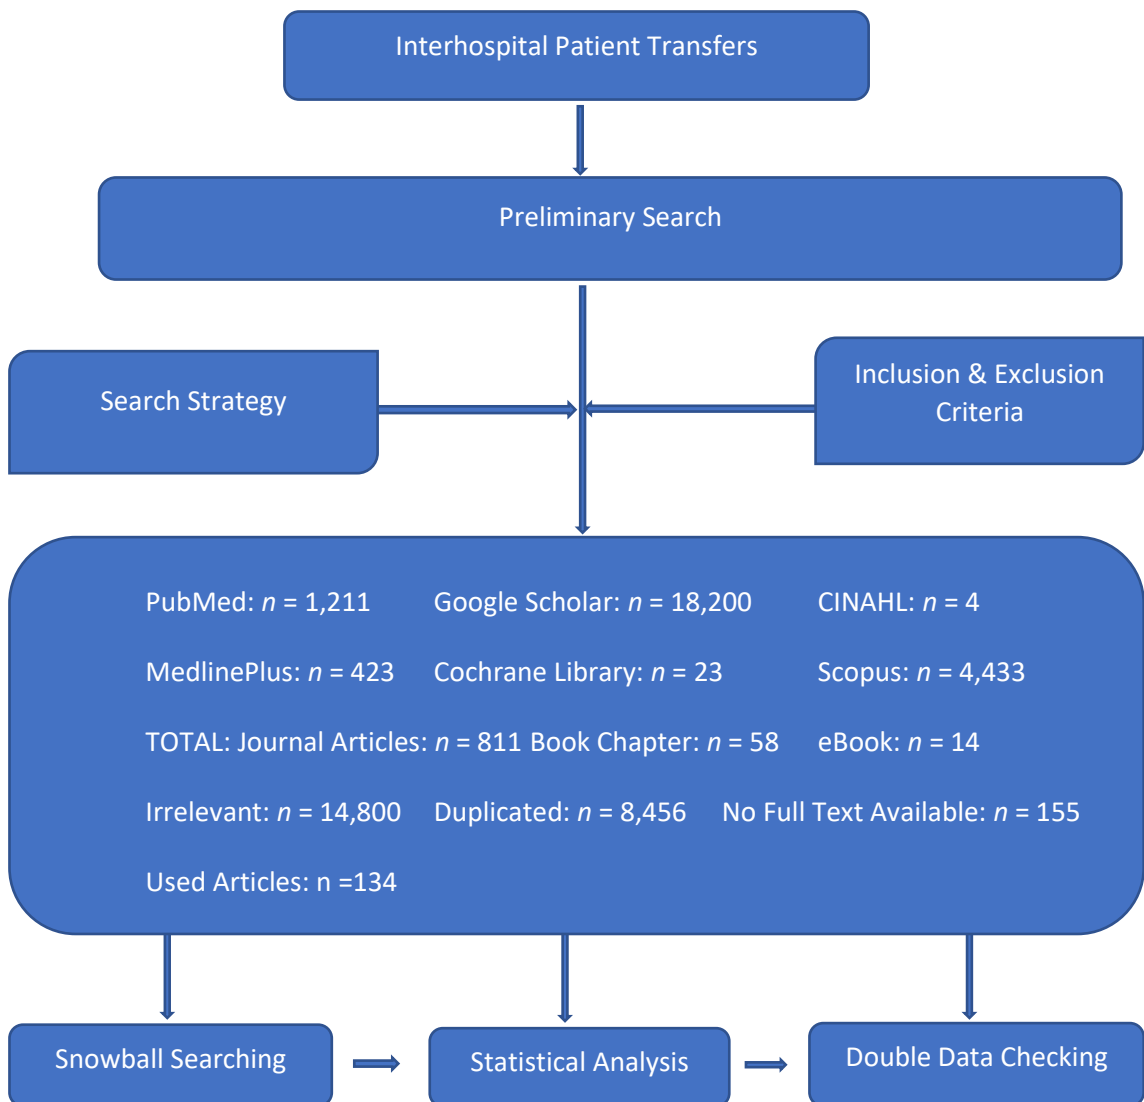 Interhospital Patient Transfers
Preliminary Search
Search Strategy
Inclusion & Exclusion
Criteria
PubMed: n = 1,211 Google Scholar: n = 18,200 CINAHL: n = 4
MedlinePlus: n = 423 Cochrane Library: n = 23 Scopus: n = 4,433
TOTAL: Journal Articles: n = 811 Book Chapter: n = 58 eBook: n = 14
Irrelevant: n = 14,800 Duplicated: n = 8,456 No Full Text Available: n = 155
Used Articles: n =134
Snowball Searching
Statistical Analysis
Double Data Checking